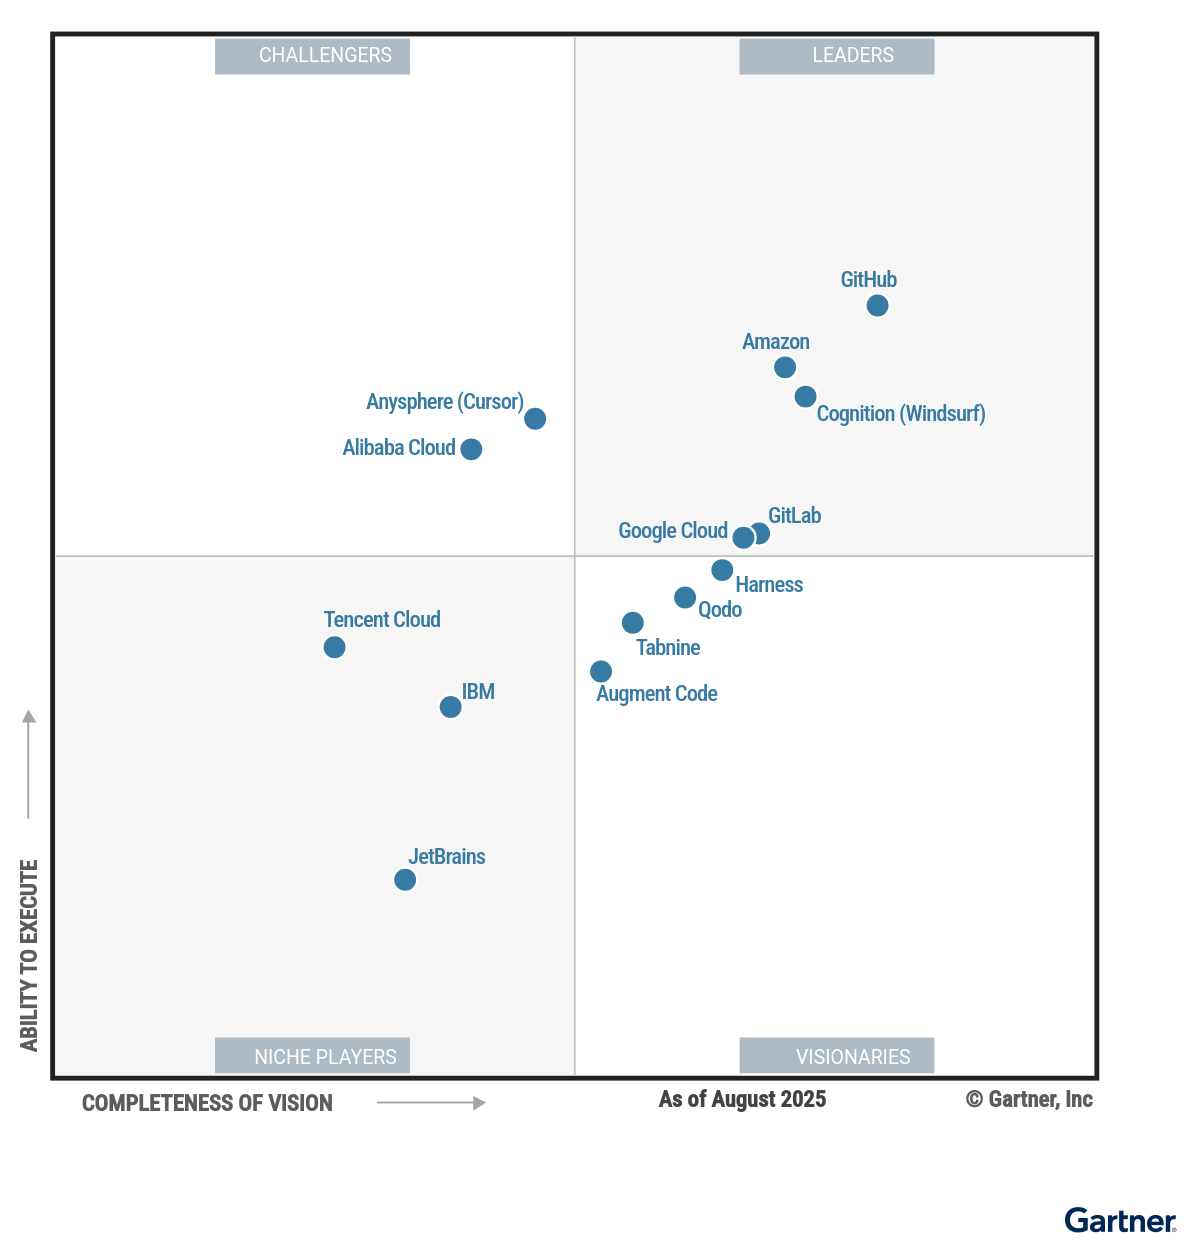 CHALLENGERS
LEADERS
GitHub
Amazon
Anysphere (Cursor)
Cognition (Windsurf)
Alibaba Cloud
GitLab
Google Cloud
Harness
Qodo
Tencent Cloud
Tabnine
IBM
Augment Code
JetBrains
ABILITY TO EXECUTE
NICHE PLAYERS
VISIONARIES
COMPLETENESS OF VISION
As of August 2025
© Gartner, Inc
Gartner®